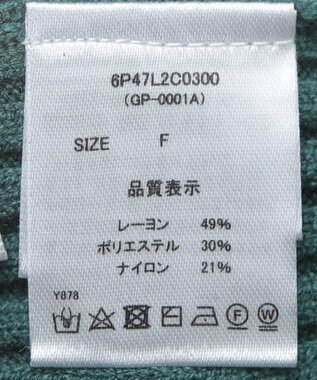 6P47L2C0300
(GP-0001A)
SIZE F
品質表示
レーヨン 49%
ポリエステル 30%
ナイロン 21%
Y878
F W